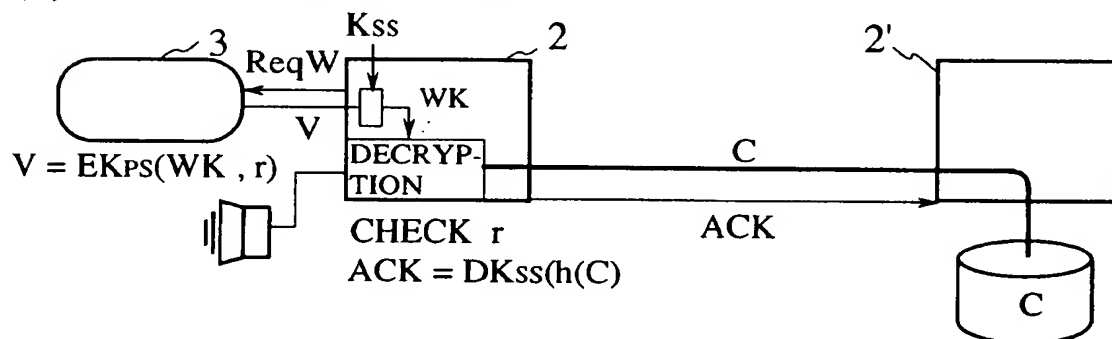 3
ReqW
Kss
2
2'
WK
V
V = EKPS(WK , r)
DECRYP-
TION
C
ACK
CHECK r
ACK = DKss(h(C)
C